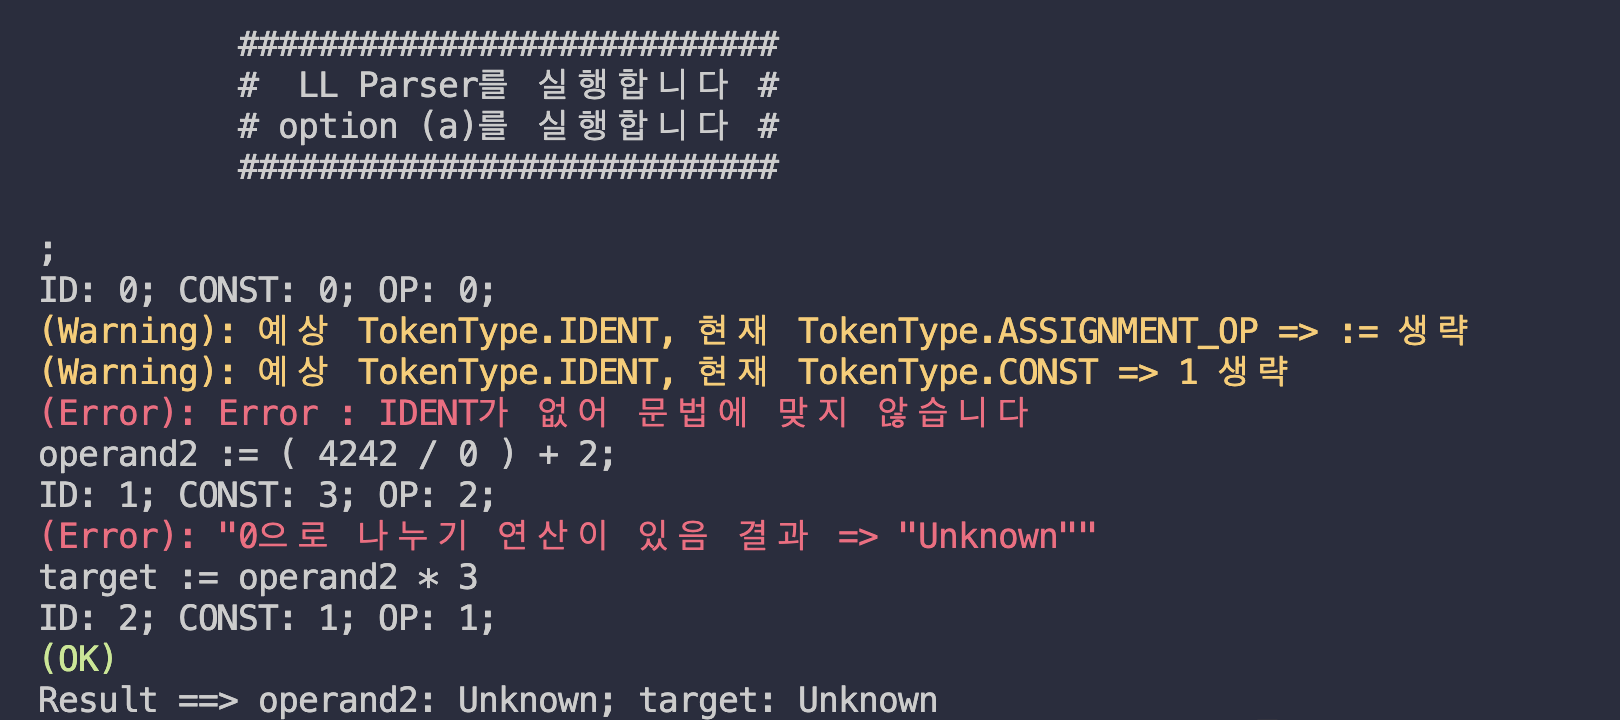 ###########################
#  LL Parser를 실행합니다 #
# option (a)를 실행합니다 #
###########################
;
ID: 0; CONST: 0; OP: 0;
(Warning): 예상 TokenType.IDENT, 현재 TokenType.ASSIGNMENT_OP => := 생략
(Warning): 예상 TokenType.IDENT, 현재 TokenType.CONST => 1 생략
(Error): Error : IDENT가 없어 문법에 맞지 않습니다
operand2 := ( 4242 / 0 ) + 2;
ID: 1; CONST: 3; OP: 2;
(Error): "0으로 나누기 연산이 있음 결과 => "Unknown""
target := operand2 * 3
ID: 2; CONST: 1; OP: 1;
(OK)
Result ==> operand2: Unknown; target: Unknown